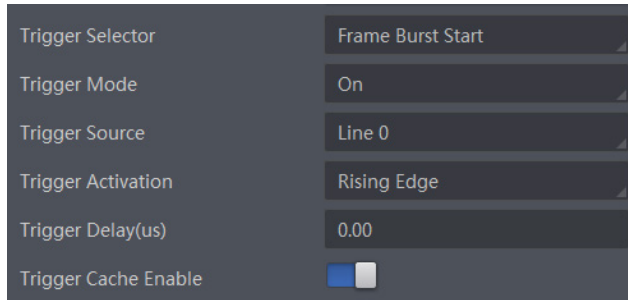 Trigger Selector Frame Burst Start
Trigger Mode On
Trigger Source Line 0
Trigger Activation Rising Edge
Trigger Delay(us) 0.00
Trigger Cache Enable